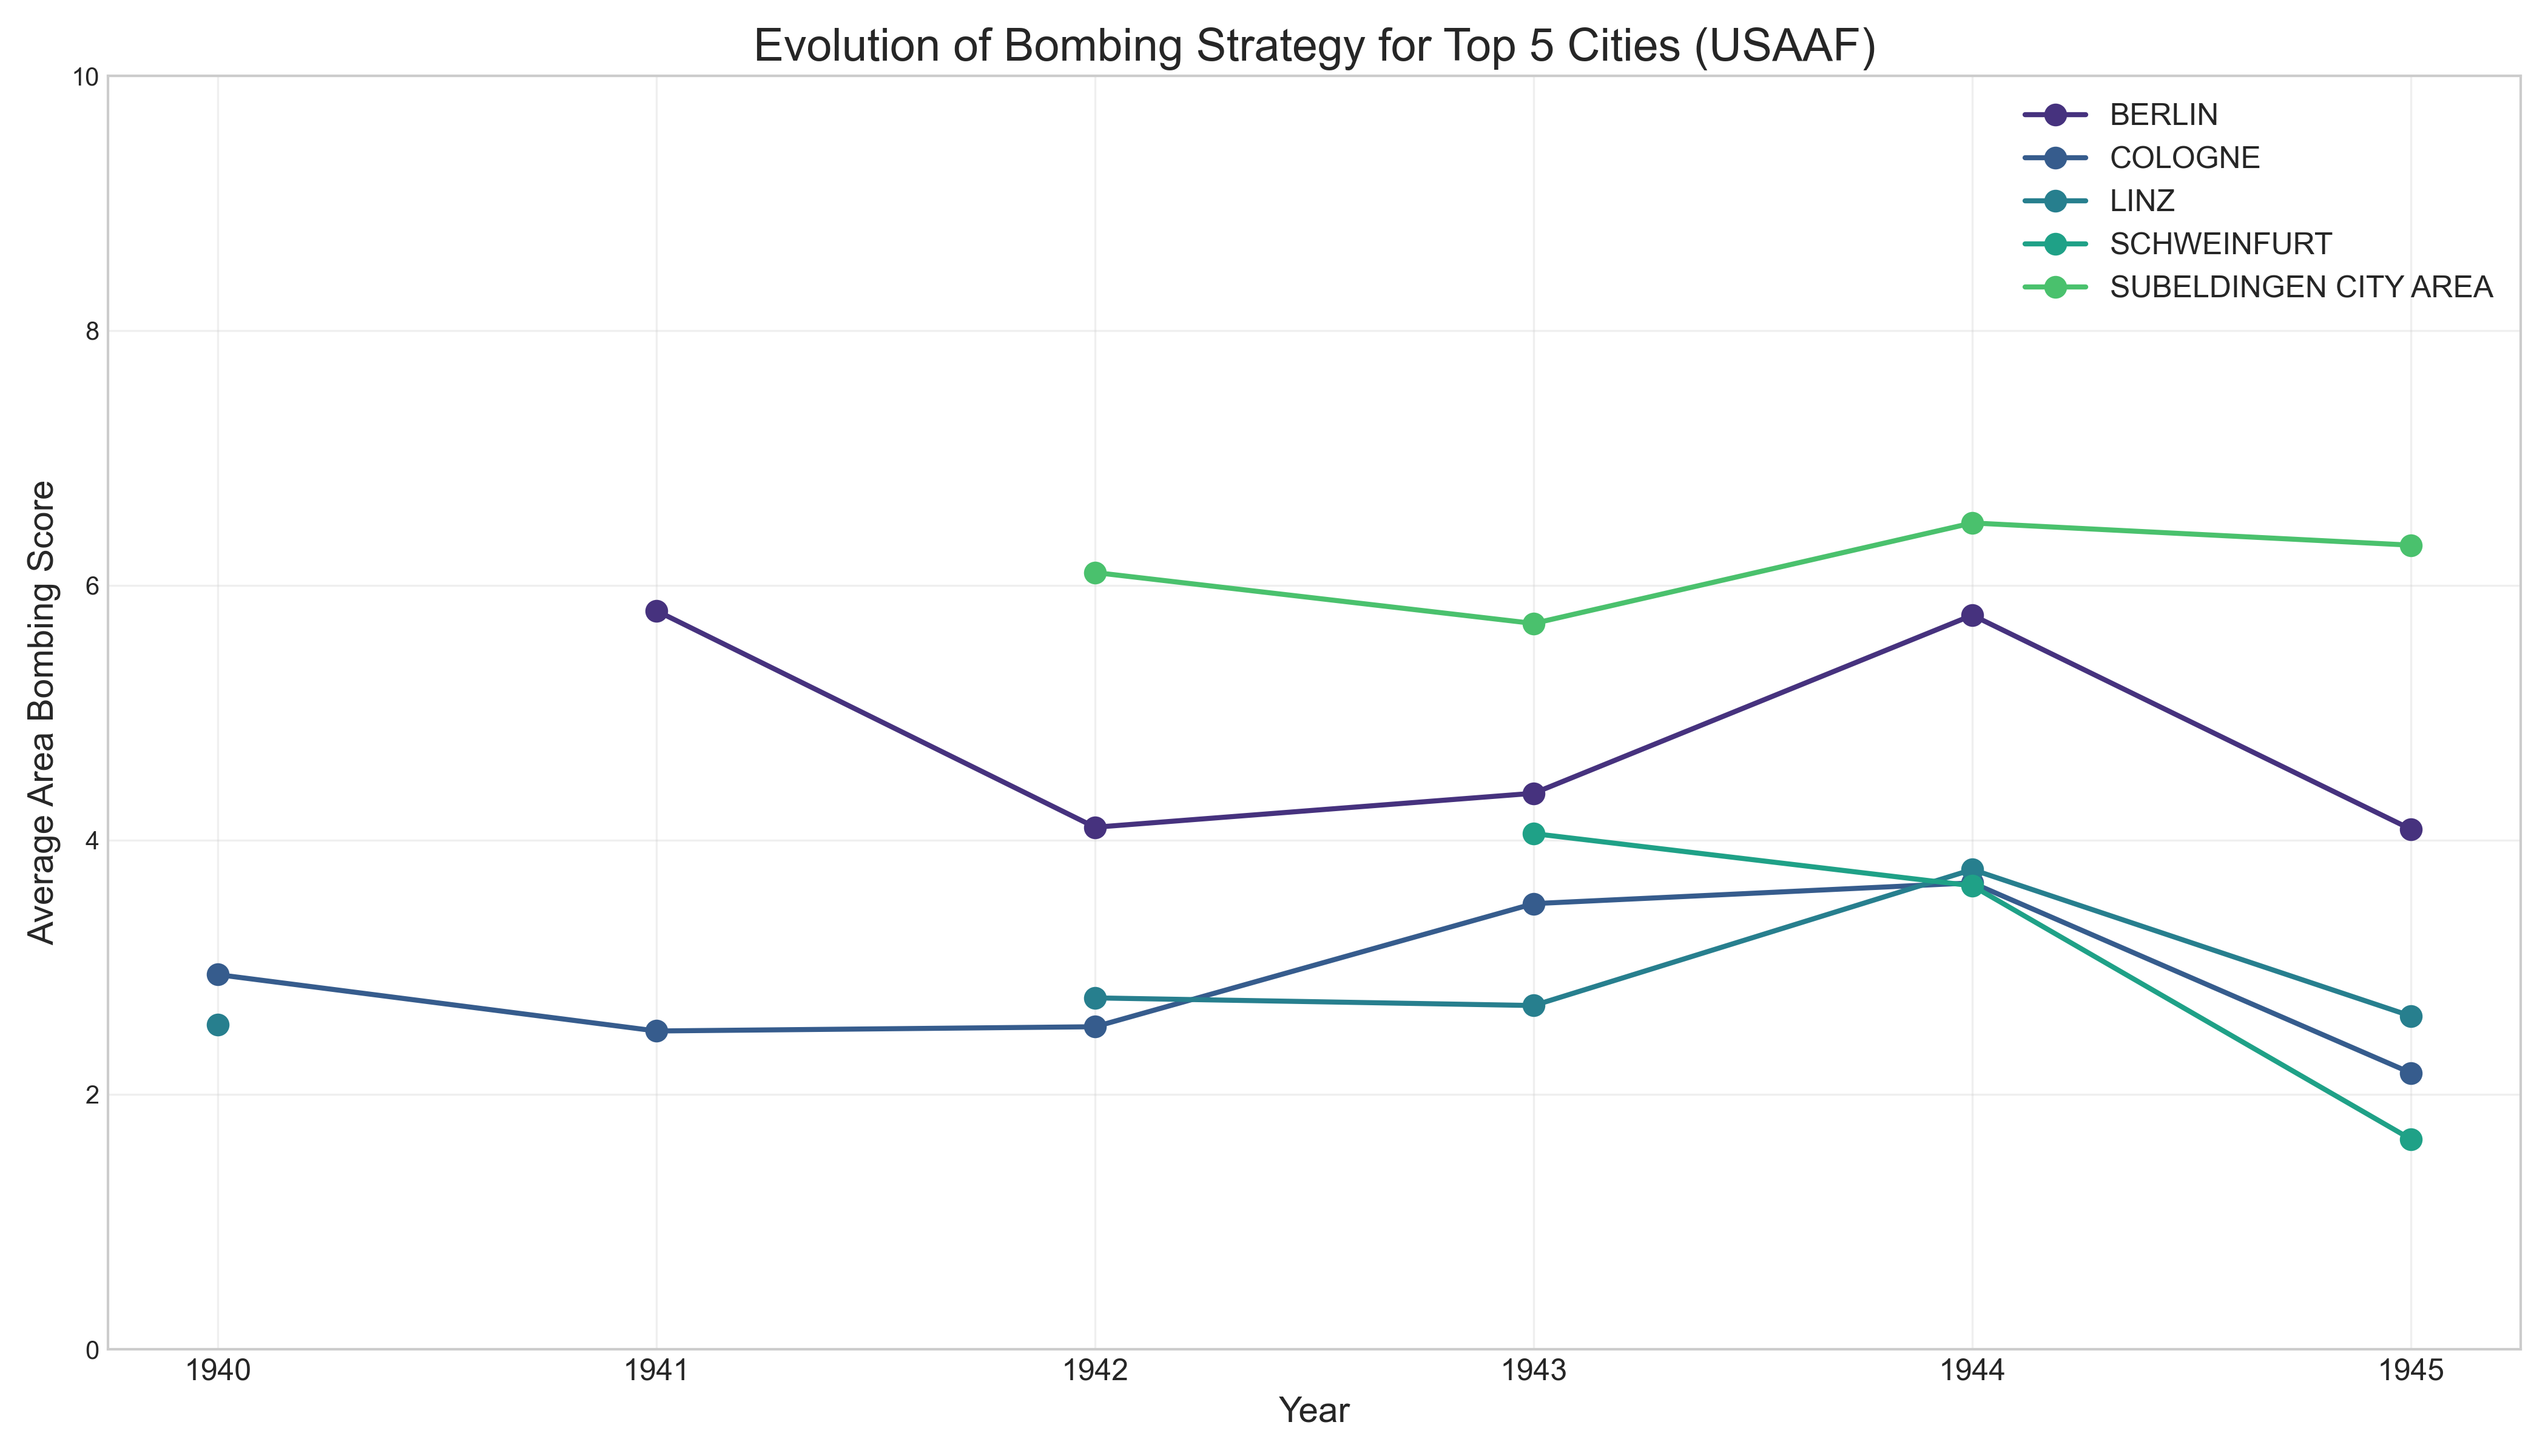 Evolution of Bombing Strategy for Top 5 Cities (USAAF)
10
8
6
4
2
0
Average Area Bombing Score
BERLIN
COLOGNE
LINZ
SCHWEINFURT
SUBELDINGEN CITY AREA
1940 1941 1942 1943 1944 1945
Year